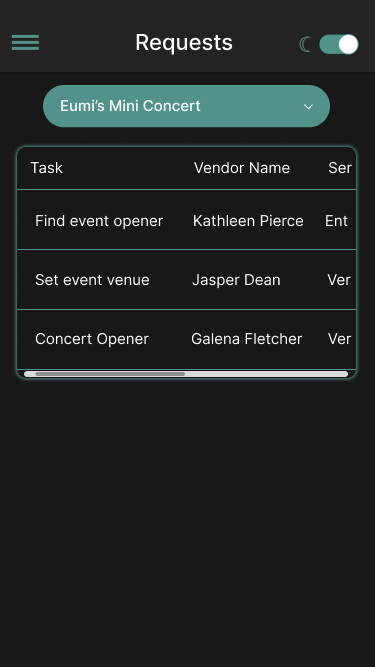 Requests
Eumi’s Mini Concert
Task Vendor Name Ser
Find event opener Kathleen Pierce Ent
Set event venue Jasper Dean Ver
Concert Opener Galena Fletcher Ver